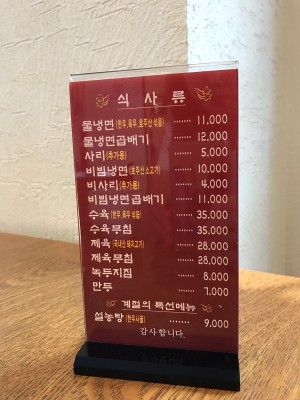 식 사 류
물냉면(한우,육우,호주산 섞음) ······· 11,000
물냉면곱배기 ······· 12,000
사리(추가용) ······· 5,000
비빔냉면(호주산 소고기) ······· 10,000
비사리(추가용) ······· 4,000
비빔냉면곱배기 ······· 11,000
수육(한우,육우 섞음) ······· 35,000
수육무침 ······· 35,000
제육(국내산 돼지고기) ······· 28,000
제육무침 ······· 28,000
녹두지짐 ······· 8,000
만두 ······· 7,000
계절의 특선메뉴
설농탕(한우사골) ······· 9,000
감사합니다.